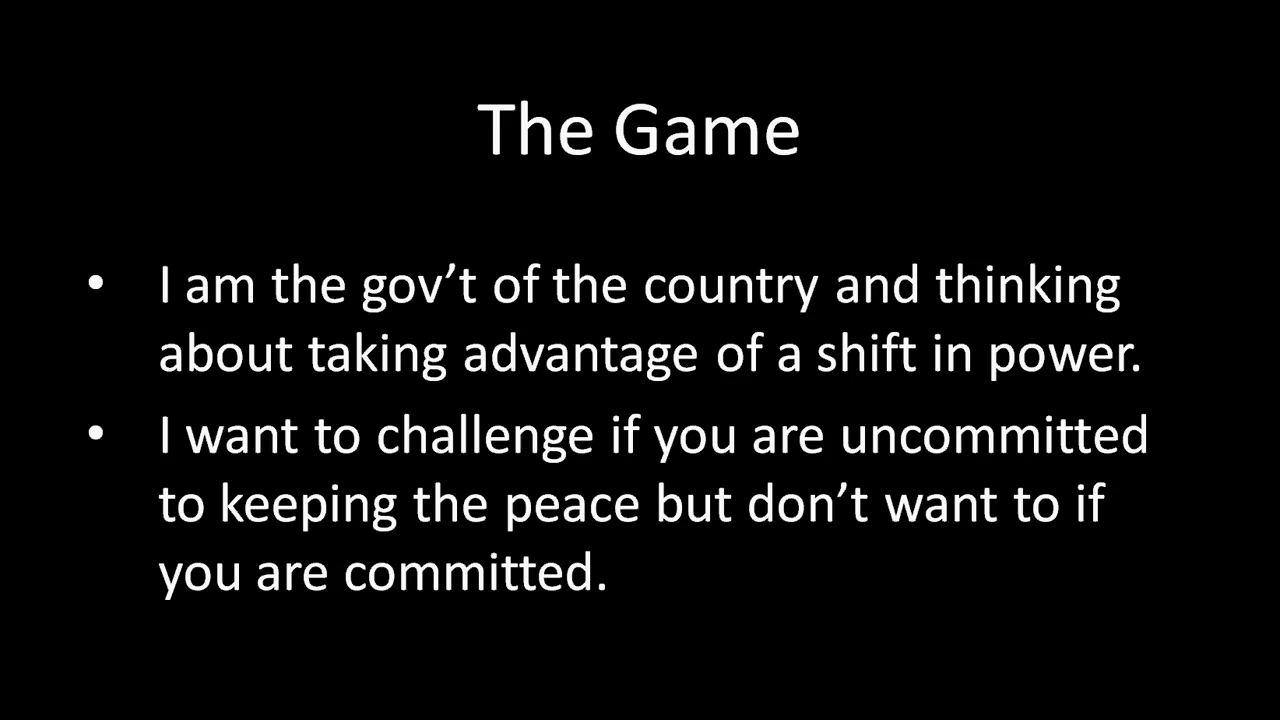 The Game
• I am the gov’t of the country and thinking
about taking advantage of a shift in power.
• I want to challenge if you are uncommitted
to keeping the peace but don’t want to if
you are committed.